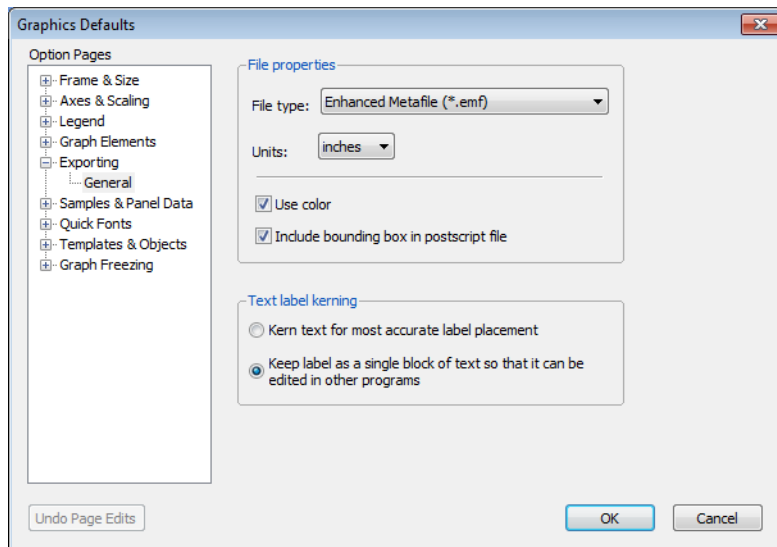 Graphics Defaults
Option Pages
Frame & Size
Axes & Scaling
Legend
Graph Elements
Exporting
General
Samples & Panel Data
Quick Fonts
Templates & Objects
Graph Freezing
File properties
File type: Enhanced Metafile (*.emf)
Units: inches
Use color
Include bounding box in postscript file
Text label kerning
Kern text for most accurate label placement
Keep label as a single block of text so that it can be
edited in other programs
Undo Page Edits
OK
Cancel